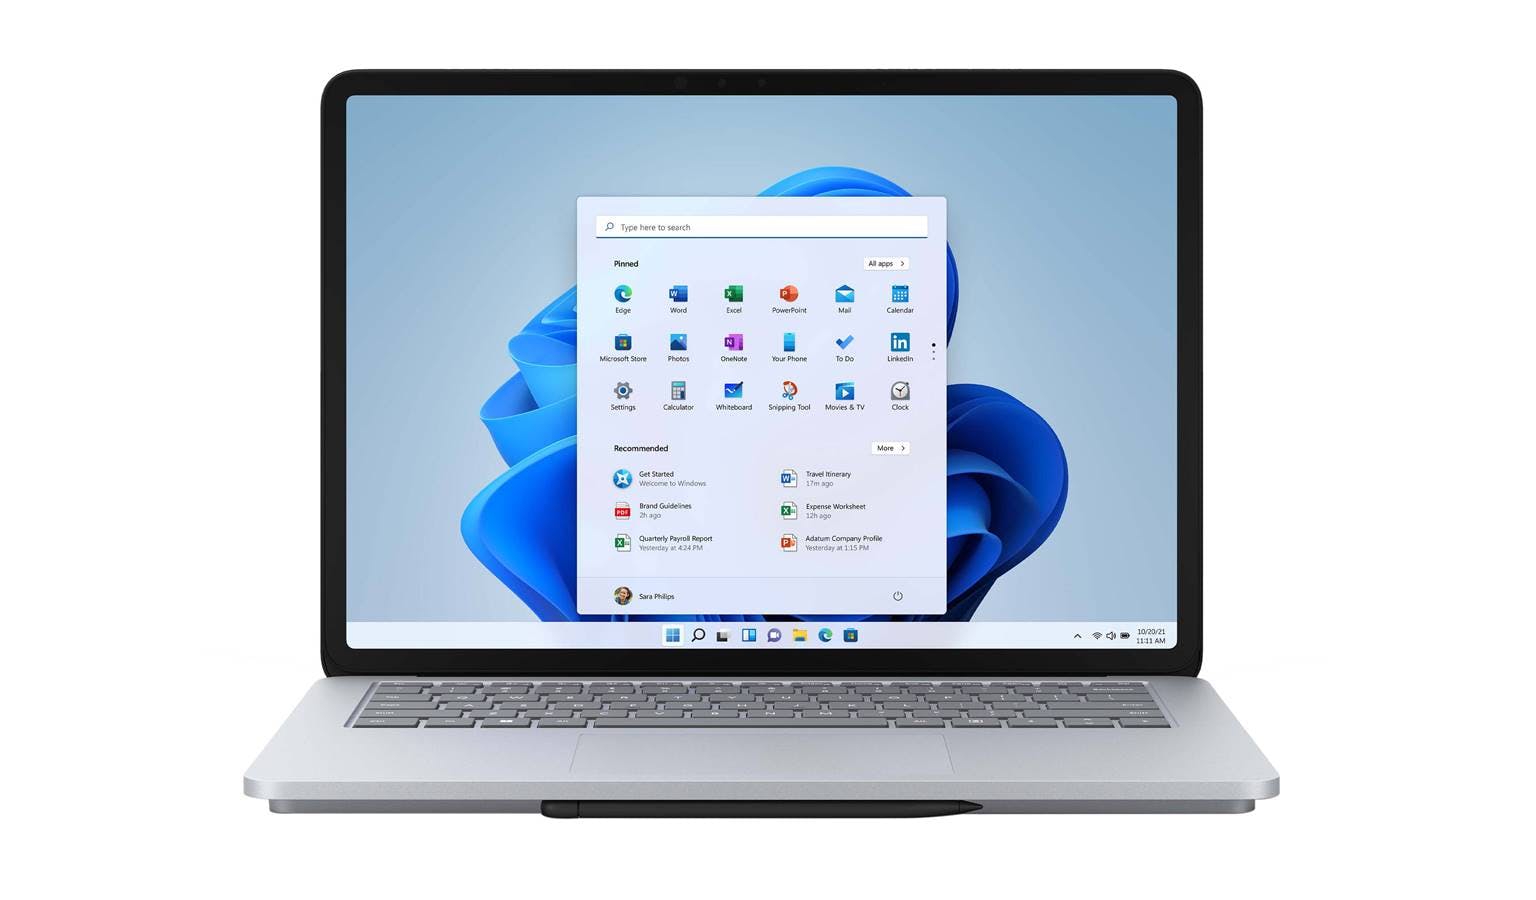 Type here to search
Pinned
All apps
Edge
Word
Excel
PowerPoint
Mail
Calendar
Microsoft Store
Photos
OneNote
Your Phone
To Do
LinkedIn
Settings
Calculator
Whiteboard
Snipping Tool
Movies & TV
Clock
Recommended
More
Get Started
Welcome to Windows
Travel Itinerary
17m ago
PDF
Brand Guidelines
2h ago
Expense Worksheet
12h ago
Quarterly Payroll Report
Yesterday at 4:24 PM
Adatum Company Profile
Yesterday at 1:15 PM
Sara Philips
10/20/21
11:11 AM